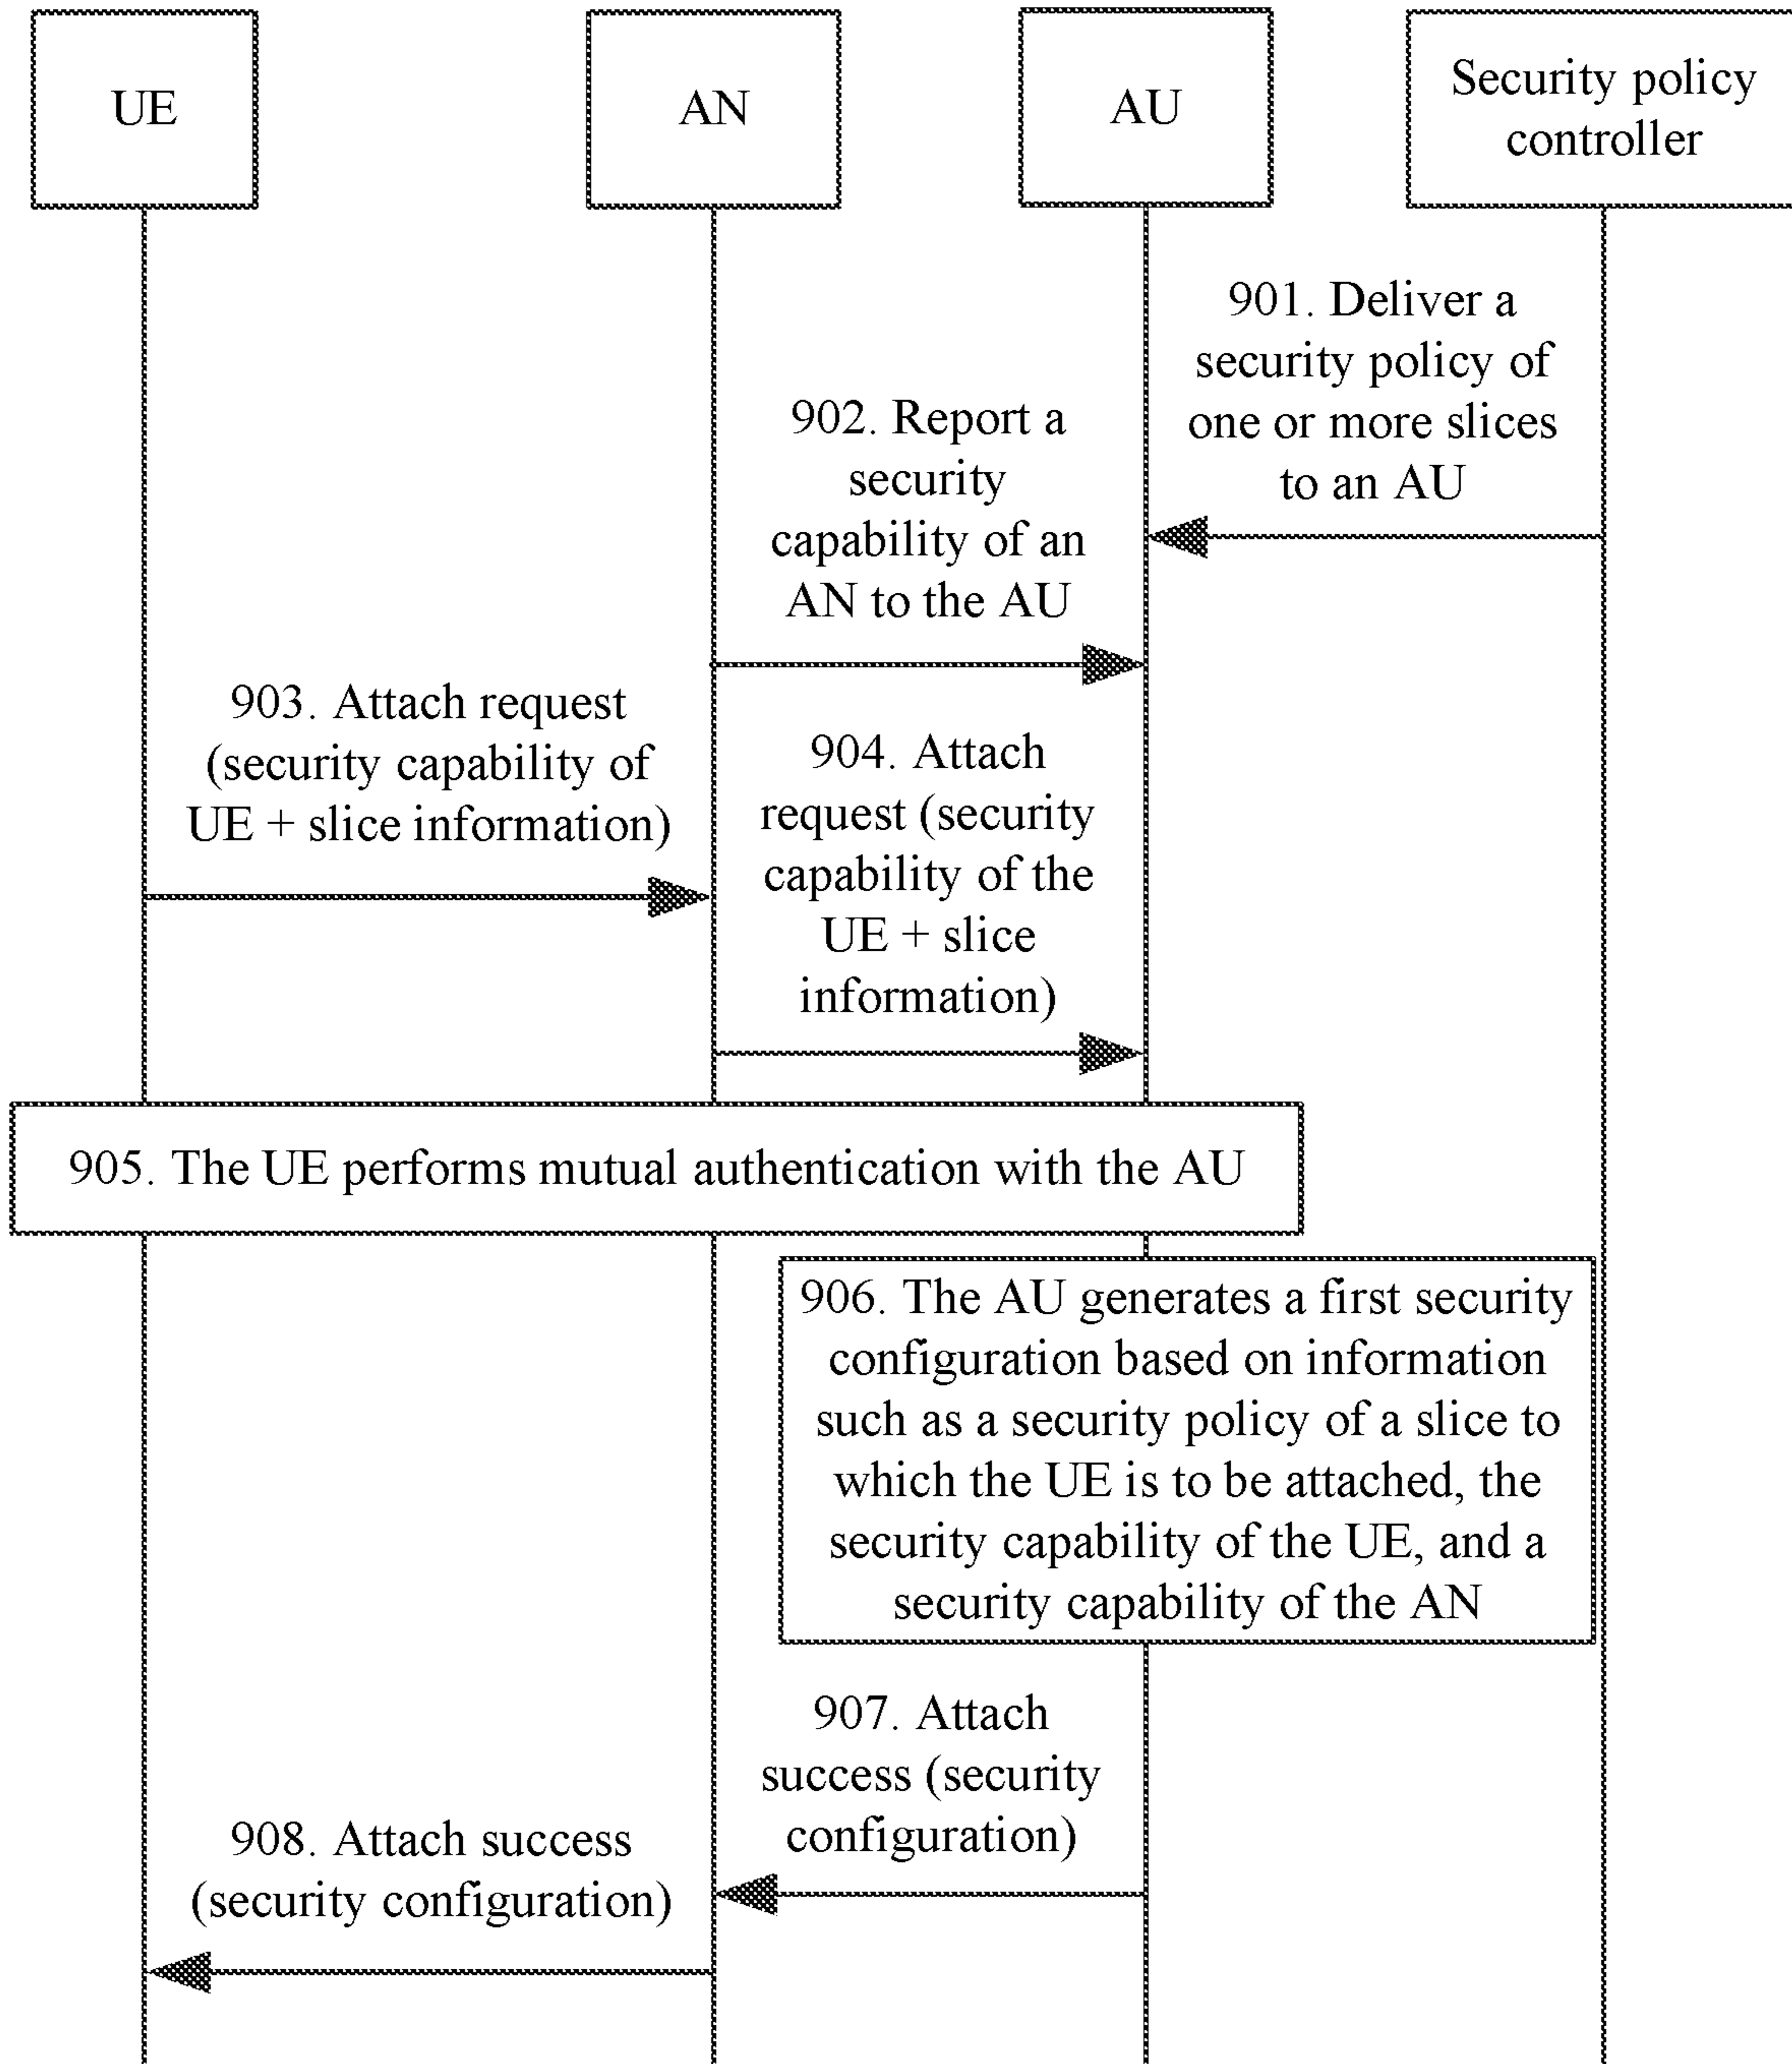 UE
AN
AU
Security policy
controller
901. Deliver a
security policy of
one or more slices
to an AU
902. Report a
security
capability of an
AN to the AU
903. Attach request
(security capability of
UE + slice information)
904. Attach
request (security
capability of the
UE + slice
information)
905. The UE performs mutual authentication with the AU
906. The AU generates a first security
configuration based on information
such as a security policy of a slice to
which the UE is to be attached, the
security capability of the UE, and a
security capability of the AN
907. Attach
success (security
configuration)
908. Attach success
(security configuration)